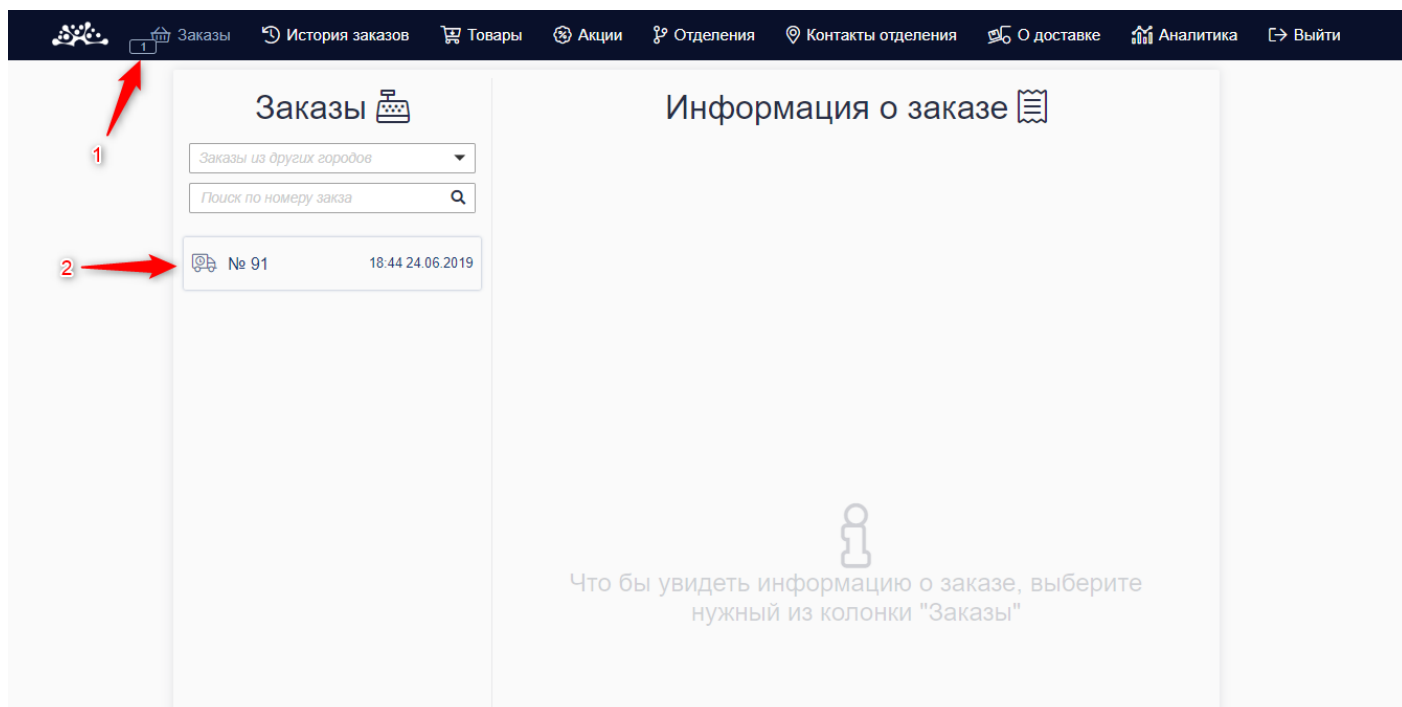 1 Заказы История заказов Товары Акции Отделения Контакты отделения О доставке Аналитика Выйти
Заказы Информация о заказе
1
Заказы из других городов
Поиск по номеру закза
2 № 91 18:44 24.06.2019
Что бы увидеть информацию о заказе, выберите
нужный из колонки "Заказы"